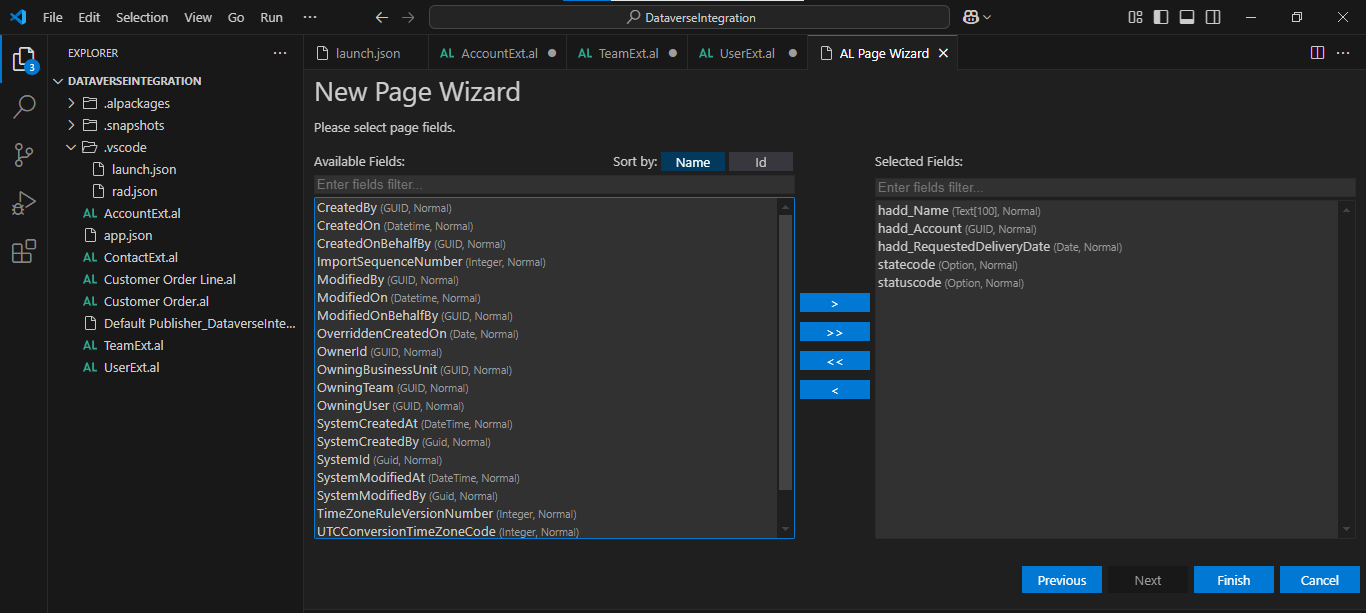 File Edit Selection View Go Run ··· DataverseIntegration
EXPLORER ···
launch.json AL AccountExt.al AL TeamExt.al AL UserExt.al AL Page Wizard
3
DATAVERSEINTEGRATION
.alpackages
.snapshots
.vscode
launch.json
rad.json
AL AccountExt.al
app.json
AL ContactExt.al
AL Customer Order Line.al
AL Customer Order.al
Default Publisher_DataverseInte...
AL TeamExt.al
AL UserExt.al
New Page Wizard
Please select page fields.
Available Fields: Sort by: Name Id
Enter fields filter...
CreatedBy (GUID, Normal)
CreatedOn (Datetime, Normal)
CreatedOnBehalfBy (GUID, Normal)
ImportSequenceNumber (Integer, Normal)
ModifiedBy (GUID, Normal)
ModifiedOn (Datetime, Normal)
ModifiedOnBehalfBy (GUID, Normal)
OverriddenCreatedOn (Date, Normal)
OwnerId (GUID, Normal)
OwningBusinessUnit (GUID, Normal)
OwningTeam (GUID, Normal)
OwningUser (GUID, Normal)
SystemCreatedAt (DateTime, Normal)
SystemCreatedBy (Guid, Normal)
SystemId (Guid, Normal)
SystemModifiedAt (DateTime, Normal)
SystemModifiedBy (Guid, Normal)
TimeZoneRuleVersionNumber (Integer, Normal)
UTCConversionTimeZoneCode (Integer, Normal)
>
>>
<<
<
Selected Fields:
Enter fields filter...
hadd_Name (Text[100], Normal)
hadd_Account (GUID, Normal)
hadd_RequestedDeliveryDate (Date, Normal)
statecode (Option, Normal)
statuscode (Option, Normal)
Previous Next Finish Cancel